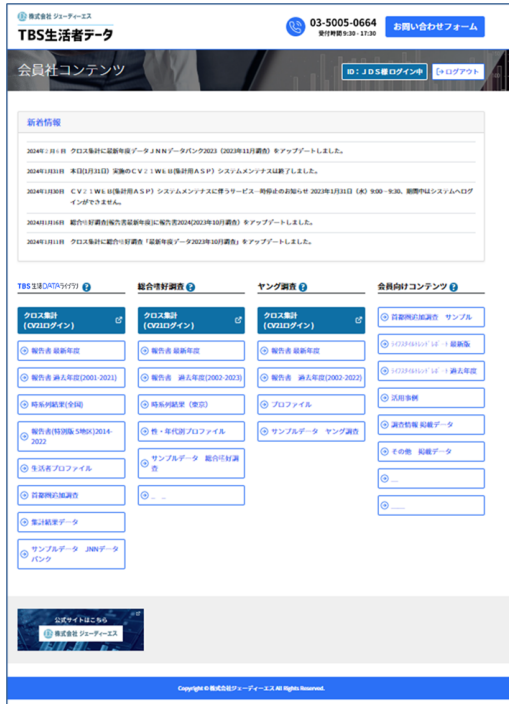 株式会社 ジェーディーエス
TBS生活者データ
03-5005-0664
受付時間 9:30 - 17:30
お問い合わせフォーム
会員社コンテンツ
ID:JDS様ログイン中
ログアウト
新着情報
2024年2月6日 クロス集計に最新年度データJNNデータバンク2023(2023年11月調査)をアップデートしました。
2024年1月31日 本日(1月31日)実施のCV21WEB(集計用ASP)システムメンテナスは終了しました。
2024年1月30日 CV21WEB(集計用ASP)システムメンテナスに伴うサービス一時停止のお知らせ 2023年1月31日(水)9:00-9:30、期間中はシステムへログ
インができません。
2024年1月16日 総合嗜好調査(報告書最新年度)に報告書2024(2023年10月調査)をアップデートしました。
2024年1月11日 クロス集計に総合嗜好調査「最新年度データ2023年10月調査」をアップデートしました。
TBS 生活DATAライブラリ
クロス集計
(CV21ログイン)
報告書 最新年度
報告書 過去年度(2001-2021)
時系列結果(全国)
報告書(特別版:5地区)2014-
2022
生活者プロファイル
首都圏追加調査
集計結果データ
サンプルデータ JNNデータ
バンク
総合嗜好調査
クロス集計
(CV21ログイン)
報告書 最新年度
報告書 過去年度(2002-2023)
時系列結果(東京)
性・年代別プロファイル
サンプルデータ 総合嗜好調
査
ヤング調査
クロス集計
(CV21ログイン)
報告書 最新年度
報告書 過去年度(2002-2022)
プロファイル
サンプルデータ ヤング調査
会員向けコンテンツ
首都圏追加調査 サンプル
最新版
過去年度
活用事例
調査情報 掲載データ
その他 掲載データ
公式サイトはこちら
株式会社 ジェーディーエス
Copyright © 株式会社ジェーディーエス All Rights Reserved.